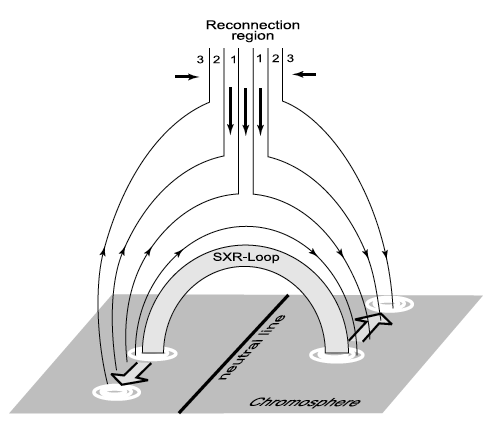 Reconnection
region
3 2 1 1 2 3
SXR-Loop
neutral line
Chromosphere